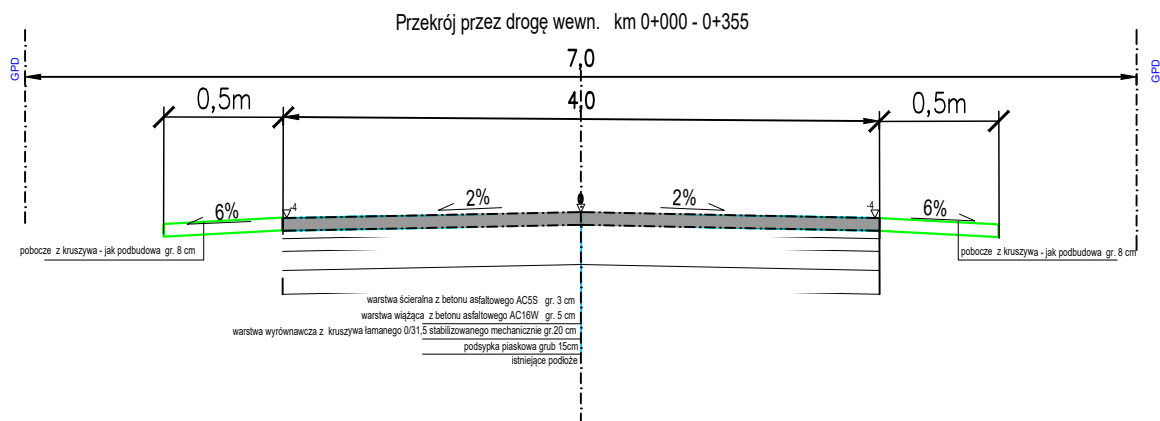 Przekrój przez drogę wewn. km 0+000 - 0+355
GPD
7,0
GPD
0,5m
4,0
0,5m
6%
-4
2%
0
2%
-4
6%
pobocze z kruszywa - jak podbudowa gr. 8 cm
pobocze z kruszywa - jak podbudowa gr. 8 cm
warstwa ścieralna z betonu asfaltowego AC5S gr. 3 cm
warstwa wiążąca z betonu asfaltowego AC16W gr. 5 cm
warstwa wyrównawcza z kruszywa łamanego 0/31,5 stabilizowanego mechanicznie gr.20 cm
podsypka piaskowa grub 15cm
istniejące podłoże